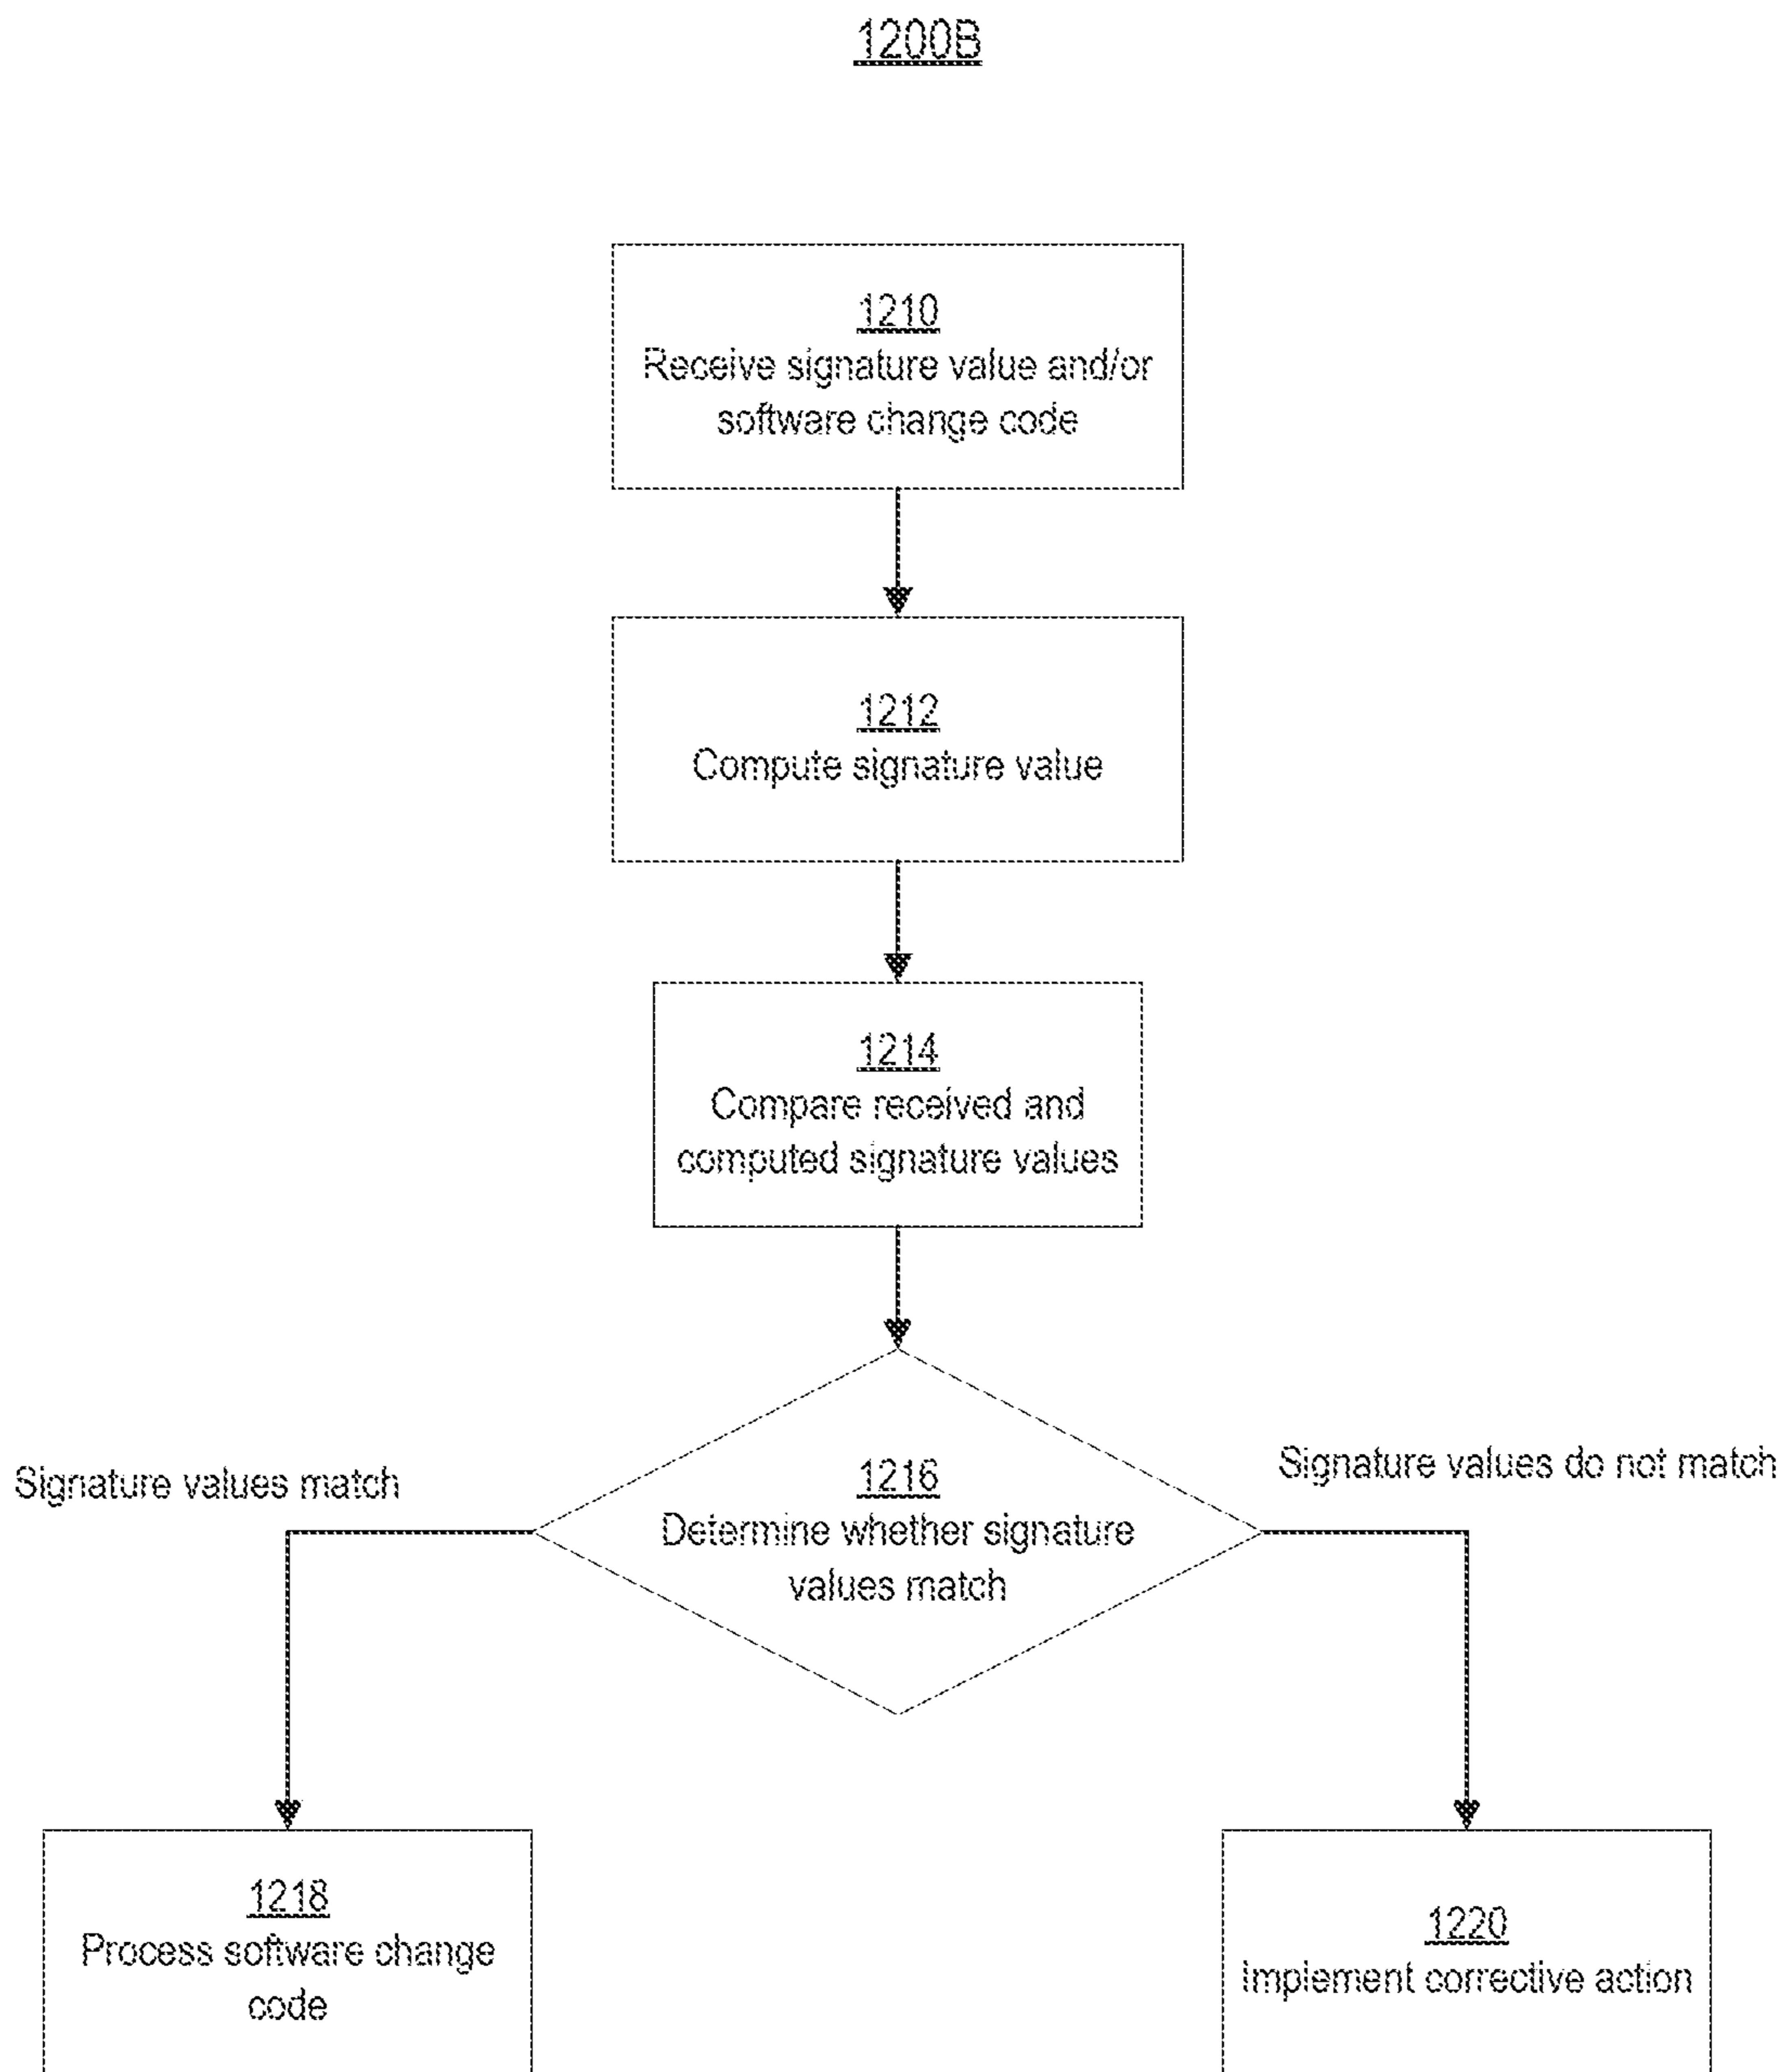 1200B
1210
Receive signature value and/or
software change code
1212
Compute signature value
1214
Compare received and
computed signature values
1216
Determine whether signature
values match
Signature values match
Signature values do not match
1218
Process software change
code
1220
Implement corrective action